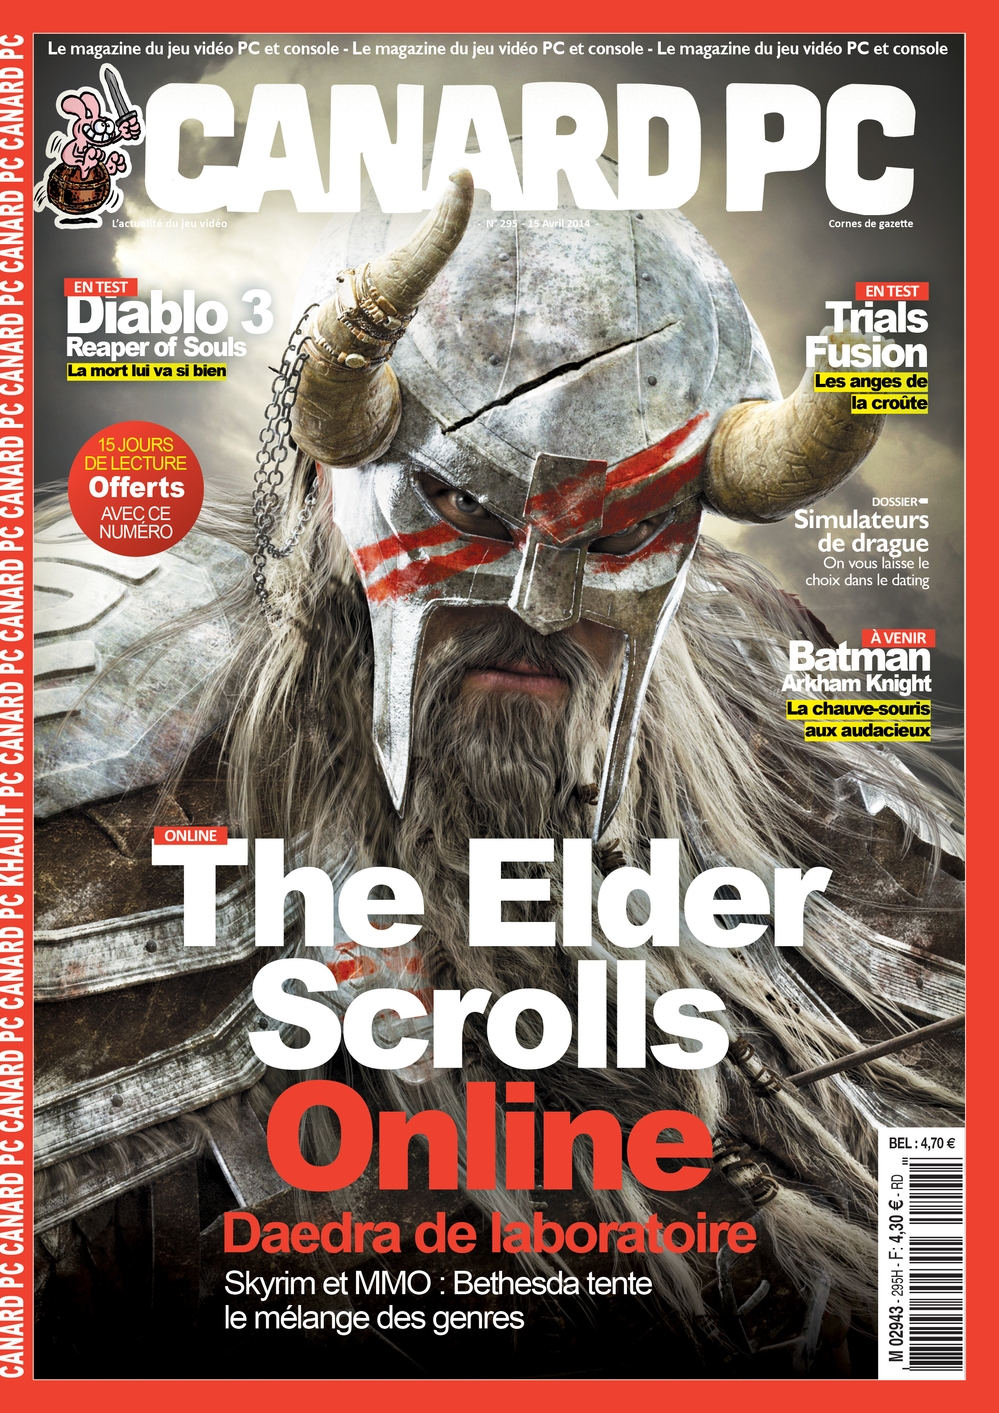 Le magazine du jeu vidéo PC et console - Le magazine du jeu vidéo PC et console - Le magazine du jeu vidéo PC et console
CANARD PC
L'actualité du jeu vidéo
- N° 295 - 15 Avril 2014 -
Cornes de gazette
EN TEST
Diablo 3
Reaper of Souls
La mort lui va si bien
EN TEST
Trials
Fusion
Les anges de
la croûte
15 JOURS
DE LECTURE
Offerts
AVEC CE
NUMÉRO
DOSSIER
Simulateurs
de drague
On vous laisse le
choix dans le dating
À VENIR
Batman
Arkham Knight
La chauve-souris
aux audacieux
ONLINE
The Elder
Scrolls
Online
Daedra de laboratoire
Skyrim et MMO : Bethesda tente
le mélange des genres
BEL : 4,70 €
M 02943 - 295H - F: 4,30 € - RD
CANARD PC CANARD PC CANARD PC CANARD PC KHAJIIT PC CANARD PC CANARD PC CANARD PC CANARD PC CANARD PC CANARD PC CANARD PC